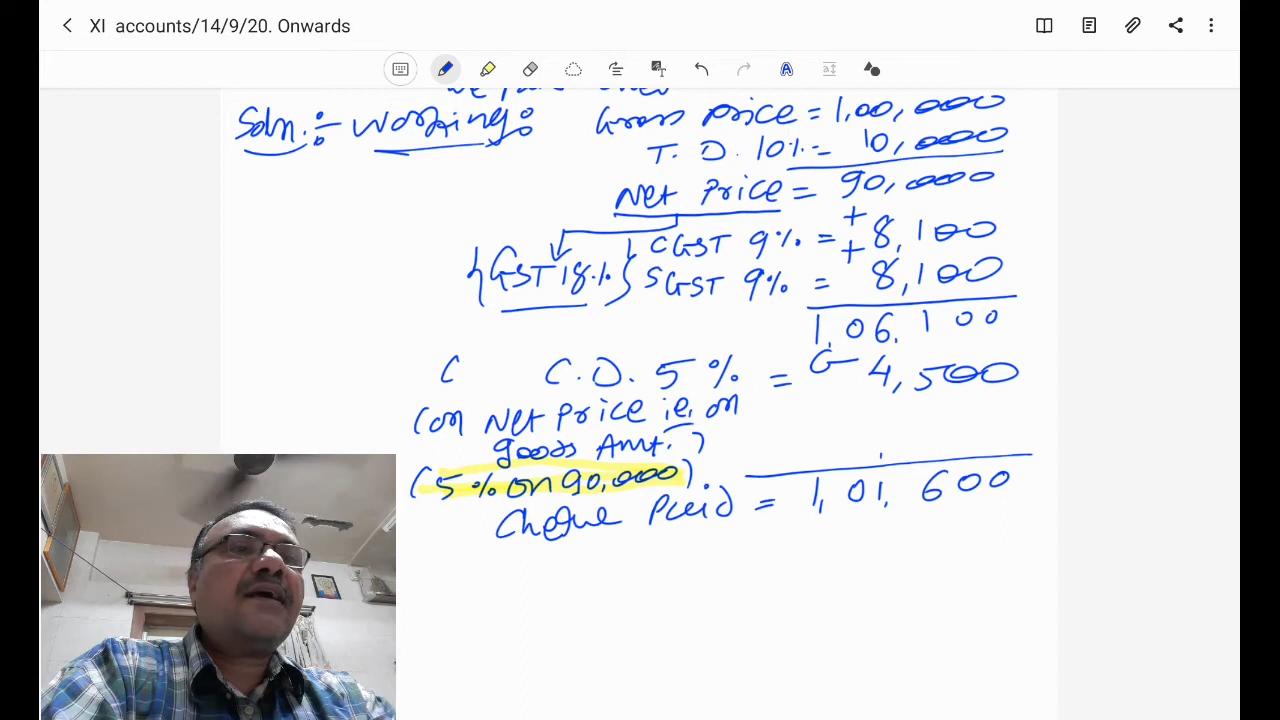 XI accounts/14/9/20. Onwards
Soln. :- Working :
Gross Price = 1,00,000
T. D. 10% - 10,000
Net Price = 90,000
{GST 18%} CGST 9% = + 8,100
SGST 9% = + 8,100
1,06,100
C C.D. 5% = (- 4,500
(on Net Price ie, on
goods Amt.)
(5% on 90,000).
Cheque Paid = 1,01,600